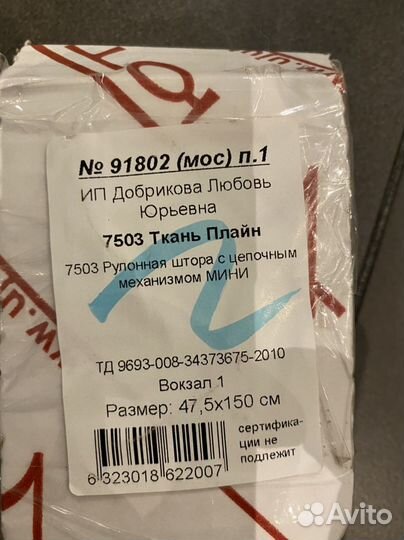 № 91802 (мос) п.1
ИП Добрикова Любовь
Юрьевна
7503 Ткань Плайн
7503 Рулонная штора с цепочным
механизмом МИНИ
ТД 9693-008-34373675-2010
Вокзал 1
Размер: 47,5х150 см
сертифика-
ции не
подлежит
6 323018 622007
Avito